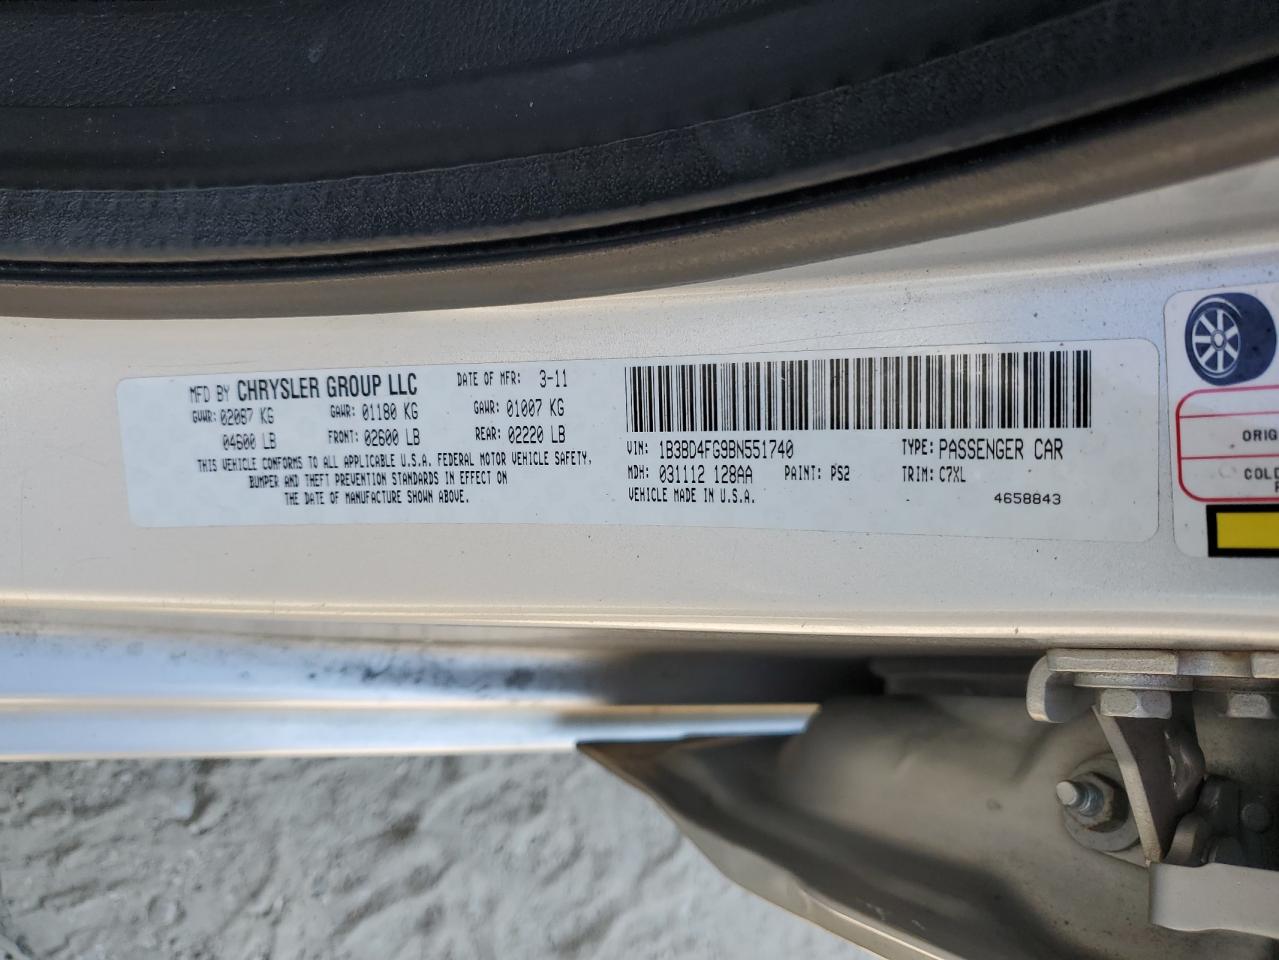 MFD BY CHRYSLER GROUP LLC DATE OF MFR: 3-11
GVWR: 02087 KG GAWR: 01180 KG GAWR: 01007 KG
04600 LB FRONT: 02600 LB REAR: 02220 LB
THIS VEHICLE CONFORMS TO ALL APPLICABLE U.S.A. FEDERAL MOTOR VEHICLE SAFETY,
BUMPER AND THEFT PREVENTION STANDARDS IN EFFECT ON
THE DATE OF MANUFACTURE SHOWN ABOVE.
VIN: 1B3BD4FG9BN551740 TYPE: PASSENGER CAR
MDH: 031112 128AA PAINT: PS2 TRIM: C7XL
VEHICLE MADE IN U.S.A. 4658843
ORIG
COLD
P